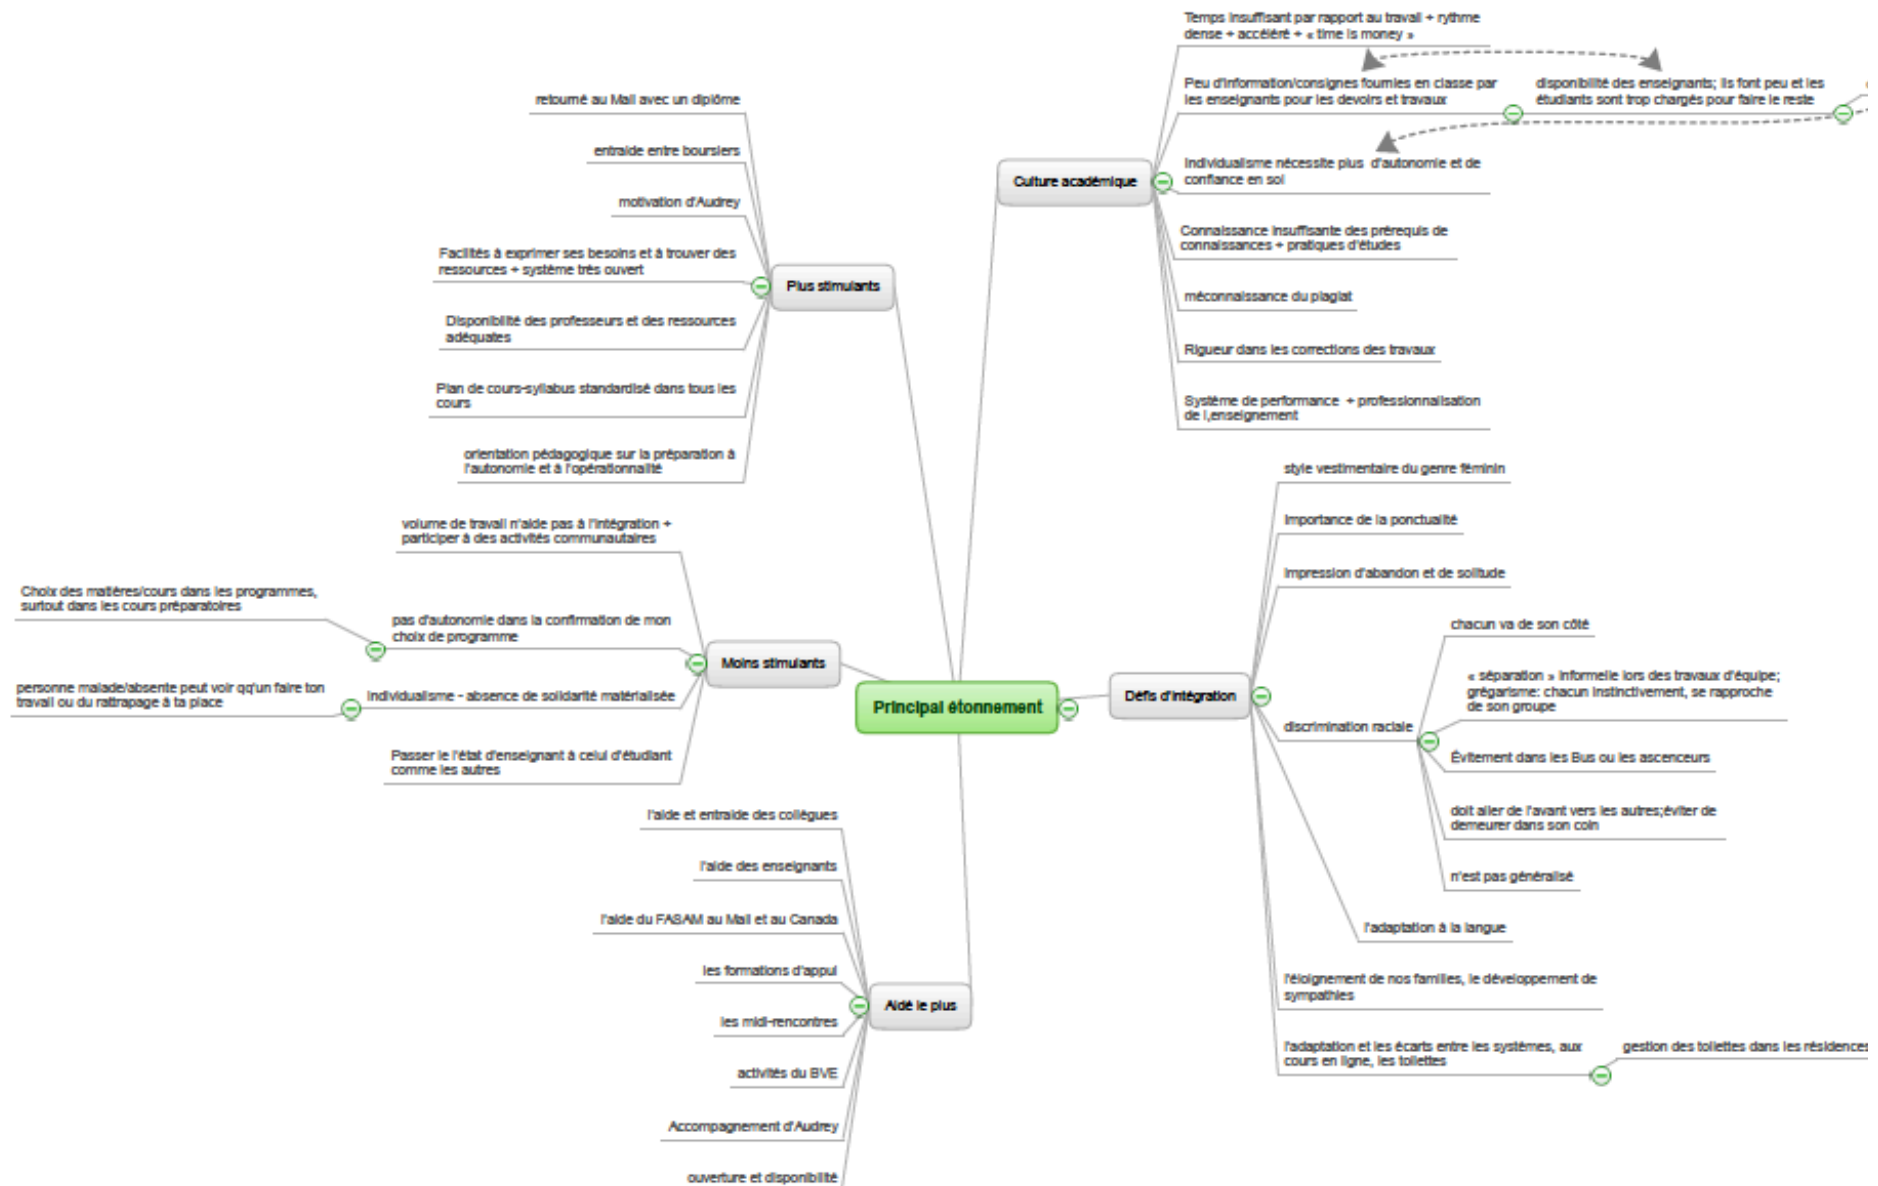 Principal étonnement
Culture académique
Temps insuffisant par rapport au travail + rythme
dense + accéléré + « time is money »
Peu d'information/consignes fournies en classe par
les enseignants pour les devoirs et travaux
disponibilité des enseignants; ils font peu et les
étudiants sont trop chargés pour faire le reste
Individualisme nécessite plus d'autonomie et de
confiance en soi
Connaissance insuffisante des prérequis de
connaissances + pratiques d'études
méconnaissance du plagiat
Rigueur dans les corrections des travaux
Système de performance + professionnalisation
de l,enseignement
Défis d'intégration
style vestimentaire du genre féminin
importance de la ponctualité
impression d'abandon et de solitude
discrimination raciale
chacun va de son côté
« séparation » informelle lors des travaux d'équipe;
grégarisme: chacun instinctivement, se rapproche
de son groupe
Évitement dans les Bus ou les ascenceurs
doit aller de l'avant vers les autres;éviter de
demeurer dans son coin
n'est pas généralisé
l'adaptation à la langue
l'éloignement de nos familles, le développement de
sympathies
l'adaptation et les écarts entre les systèmes, aux
cours en ligne, les toilettes
gestion des toilettes dans les résidences
Plus stimulants
retourné au Mali avec un diplôme
entraide entre boursiers
motivation d'Audrey
Facilités à exprimer ses besoins et à trouver des
ressources + système très ouvert
Disponibilité des professeurs et des ressources
adéquates
Plan de cours-syllabus standardisé dans tous les
cours
orientation pédagogique sur la préparation à
l'autonomie et à l'opérationnalité
Moins stimulants
volume de travail n'aide pas à l'intégration +
participer à des activités communautaires
pas d'autonomie dans la confirmation de mon
choix de programme
Choix des matières/cours dans les programmes,
surtout dans les cours préparatoires
individualisme - absence de solidarité matérialisée
personne malade/absente peut voir qq'un faire ton
travail ou du rattrapage à ta place
Passer le l'état d'enseignant à celui d'étudiant
comme les autres
Aidé le plus
l'aide et entraide des collègues
l'aide des enseignants
l'aide du FASAM au Mali et au Canada
les formations d'appui
les midi-rencontres
activités du BVE
Accompagnement d'Audrey
ouverture et disponibilité